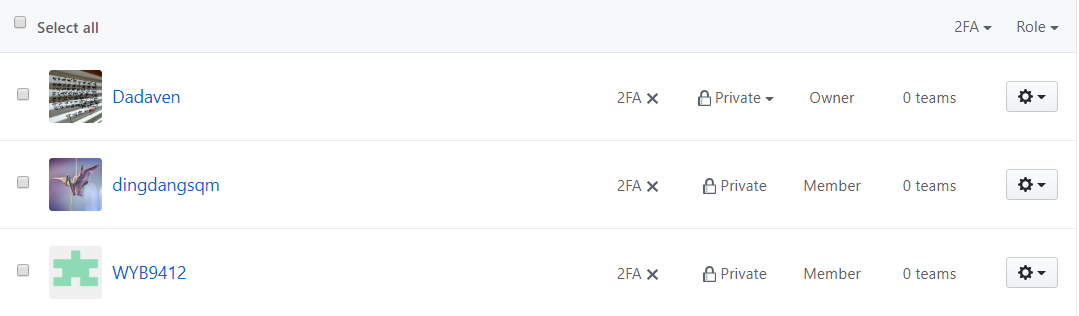 Select all 2FA Role
Dadaven 2FA Private Owner 0 teams
dingdangsqm 2FA Private Member 0 teams
WYB9412 2FA Private Member 0 teams